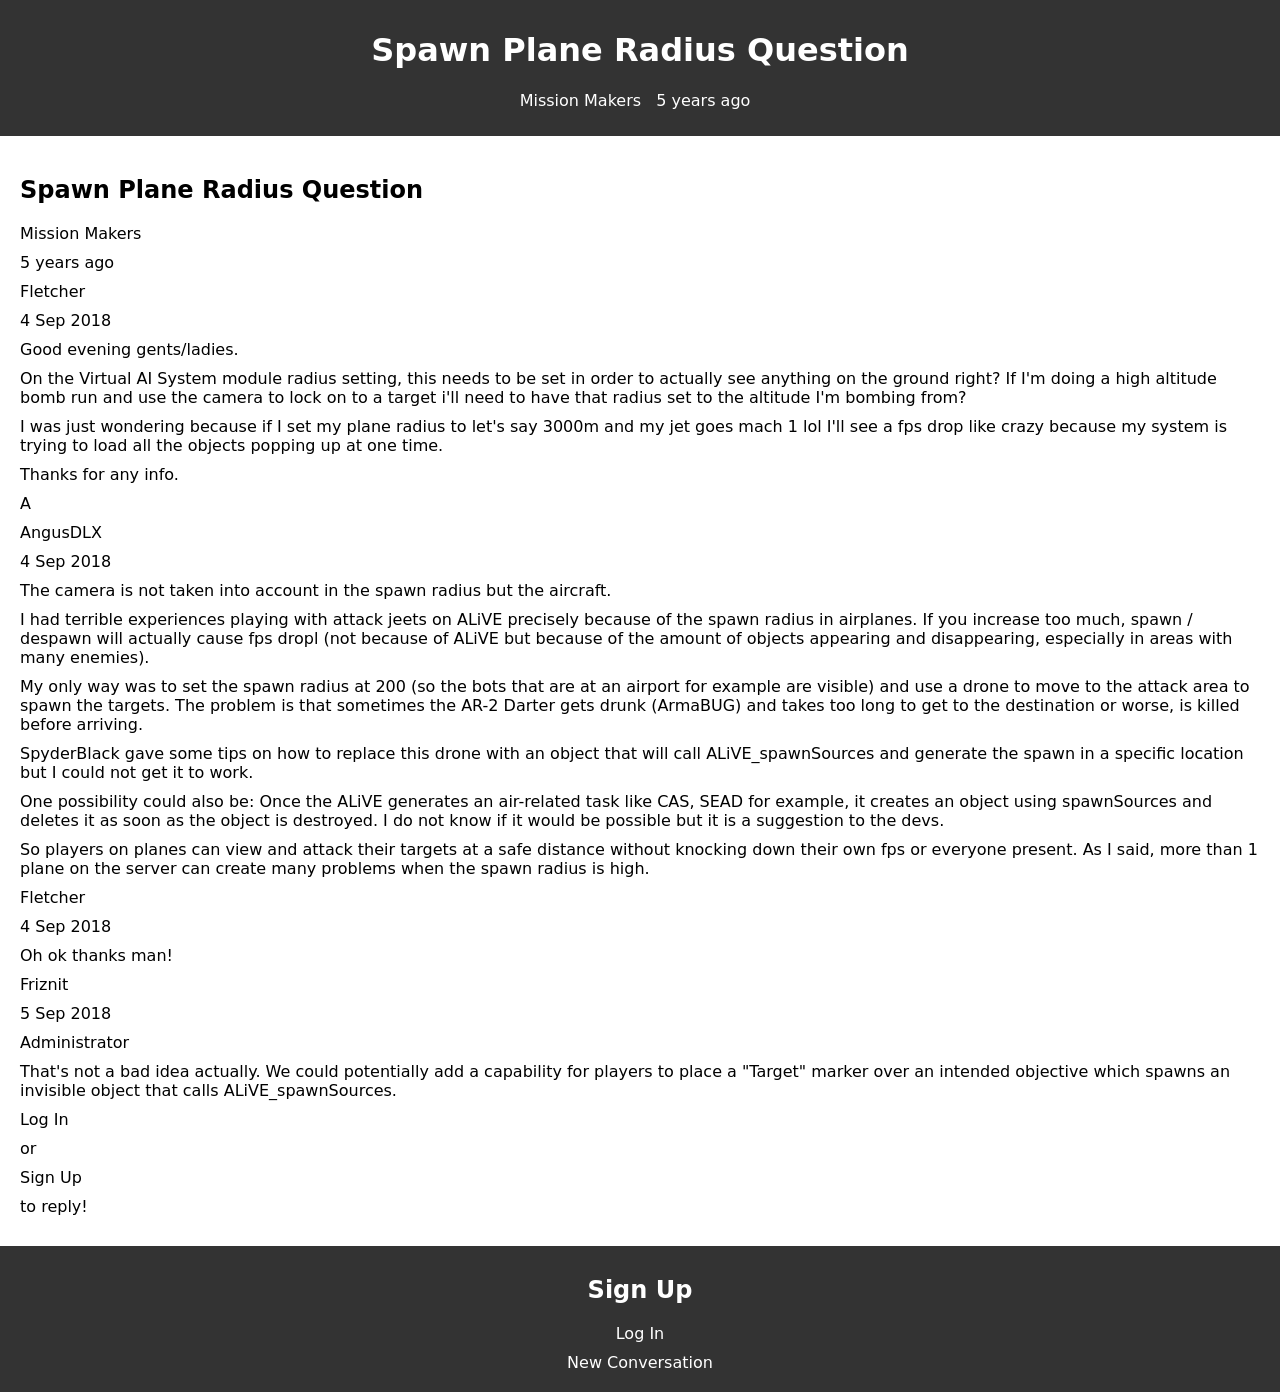 Spawn Plane Radius Question
Mission Makers 5 years ago
Spawn Plane Radius Question
Mission Makers
5 years ago
Fletcher
4 Sep 2018
Good evening gents/ladies.
On the Virtual AI System module radius setting, this needs to be set in order to actually see anything on the ground right? If I'm doing a high altitude
bomb run and use the camera to lock on to a target i'll need to have that radius set to the altitude I'm bombing from?
I was just wondering because if I set my plane radius to let's say 3000m and my jet goes mach 1 lol I'll see a fps drop like crazy because my system is
trying to load all the objects popping up at one time.
Thanks for any info.
A
AngusDLX
4 Sep 2018
The camera is not taken into account in the spawn radius but the aircraft.
I had terrible experiences playing with attack jeets on ALiVE precisely because of the spawn radius in airplanes. If you increase too much, spawn /
despawn will actually cause fps dropl (not because of ALiVE but because of the amount of objects appearing and disappearing, especially in areas with
many enemies).
My only way was to set the spawn radius at 200 (so the bots that are at an airport for example are visible) and use a drone to move to the attack area to
spawn the targets. The problem is that sometimes the AR-2 Darter gets drunk (ArmaBUG) and takes too long to get to the destination or worse, is killed
before arriving.
SpyderBlack gave some tips on how to replace this drone with an object that will call ALiVE_spawnSources and generate the spawn in a specific location
but I could not get it to work.
One possibility could also be: Once the ALiVE generates an air-related task like CAS, SEAD for example, it creates an object using spawnSources and
deletes it as soon as the object is destroyed. I do not know if it would be possible but it is a suggestion to the devs.
So players on planes can view and attack their targets at a safe distance without knocking down their own fps or everyone present. As I said, more than 1
plane on the server can create many problems when the spawn radius is high.
Fletcher
4 Sep 2018
Oh ok thanks man!
Friznit
5 Sep 2018
Administrator
That's not a bad idea actually. We could potentially add a capability for players to place a "Target" marker over an intended objective which spawns an
invisible object that calls ALiVE_spawnSources.
Log In
or
Sign Up
to reply!
Sign Up
Log In
New Conversation